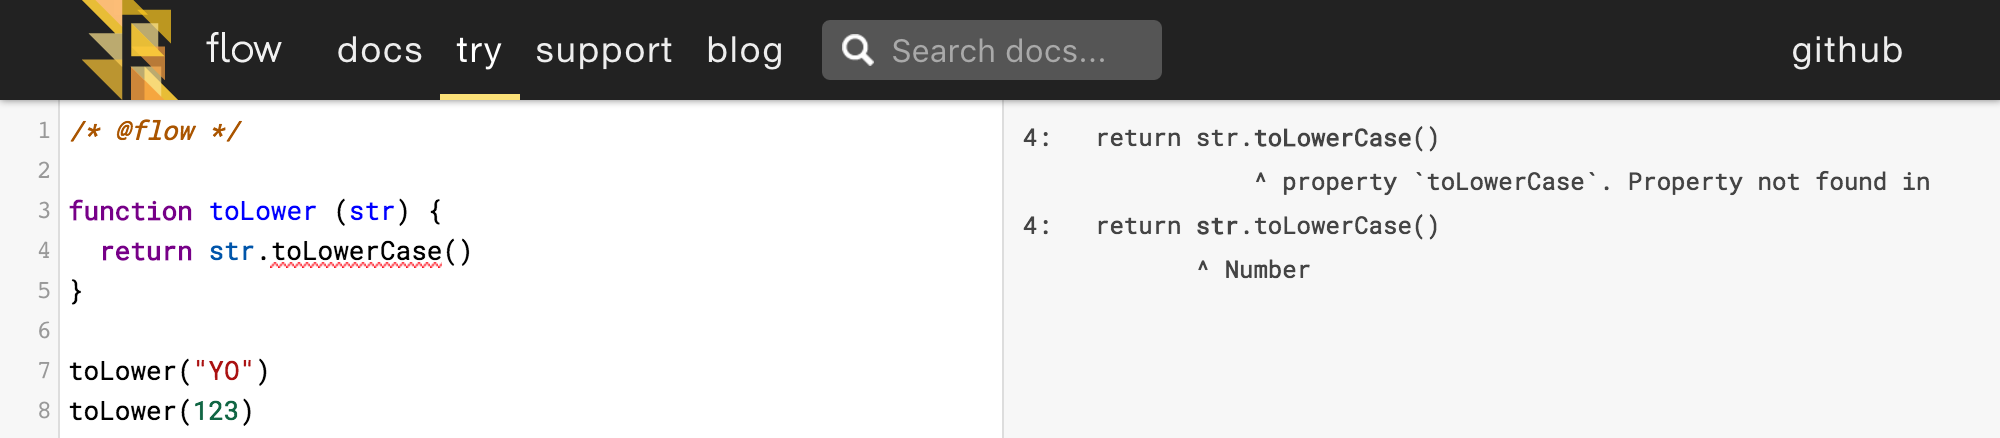 flow docs try support blog Search docs... github
1 /* @flow */
2
3 function toLower (str) {
4   return str.toLowerCase()
5 }
6
7 toLower("YO")
8 toLower(123)
4:   return str.toLowerCase()
                ^ property `toLowerCase`. Property not found in
4:   return str.toLowerCase()
            ^ Number